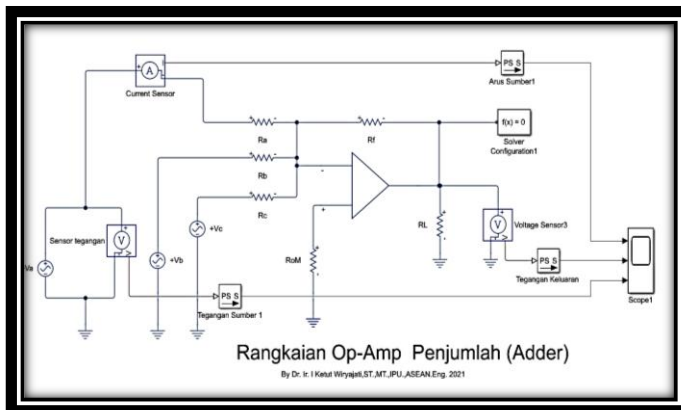 PS S
Arus Sumber1
A
Current Sensor
f(x) = 0
Solver
Configuration1
Ra
Rf
Rb
Rc
+Vc
+Vb
Va
Sensor tegangan
V
RoM
RL
V
Voltage Sensor3
PS S
Tegangan Keluaran
PS S
Tegangan Sumber 1
Scope1
Rangkaian Op-Amp Penjumlah (Adder)
By Dr. Ir. I Ketut Wiryajati,ST.,MT.,IPU.,ASEAN.Eng. 2021